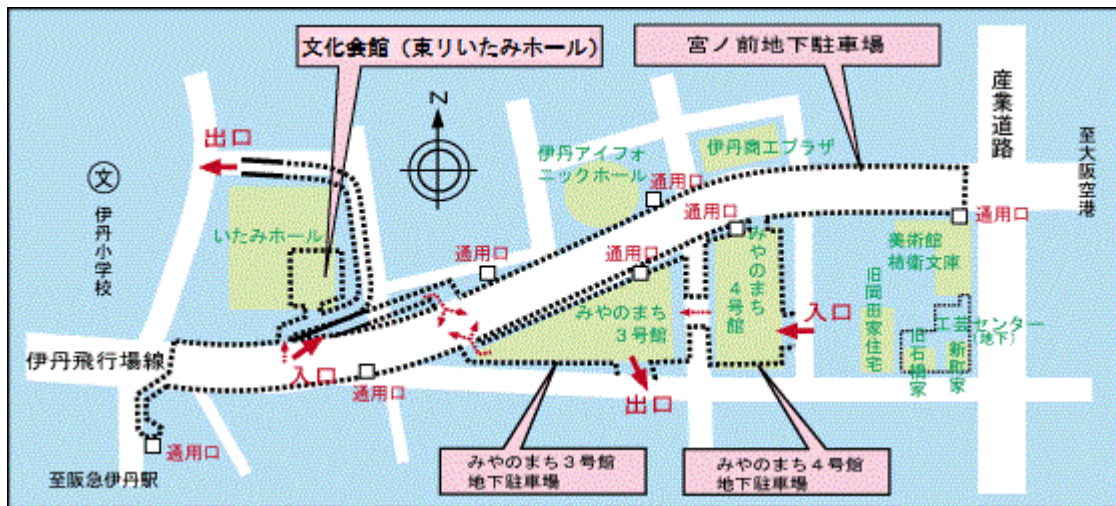 文化会館（東リいたみホール）
宮ノ前地下駐車場
産業道路
至大阪空港
N
出口
文
伊丹小学校
いたみホール
伊丹アイフォ
ニックホール
伊丹商工プラザ
通用口
通用口
通用口
通用口
通用口
美術館
柿衛文庫
みやのまち
４号館
みやのまち
３号館
入口
旧岡田家住宅
工芸センター
（地下）
旧石橋家
新町家
伊丹飛行場線
入口
通用口
出口
通用口
至阪急伊丹駅
みやのまち３号館
地下駐車場
みやのまち４号館
地下駐車場